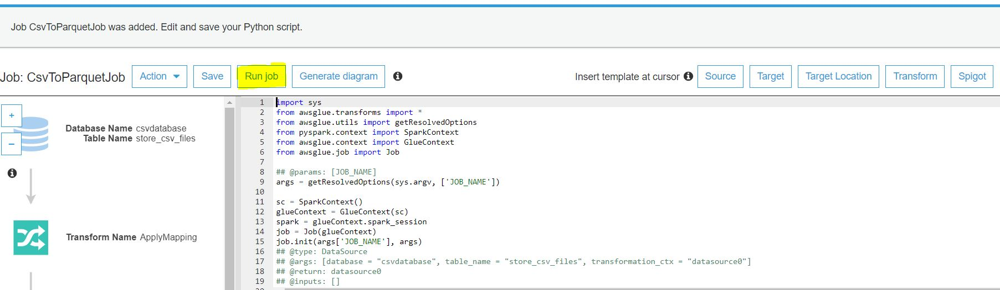 Job CsvToParquetJob was added. Edit and save your Python script.
Job: CsvToParquetJob Action Save Run job Generate diagram Insert template at cursor Source Target Target Location Transform Spigot
+
−
Database Name csvdatabase
Table Name store_csv_files
Transform Name ApplyMapping
1 import sys
2 from awsglue.transforms import *
3 from awsglue.utils import getResolvedOptions
4 from pyspark.context import SparkContext
5 from awsglue.context import GlueContext
6 from awsglue.job import Job
7
8 ## @params: [JOB_NAME]
9 args = getResolvedOptions(sys.argv, ['JOB_NAME'])
10
11 sc = SparkContext()
12 glueContext = GlueContext(sc)
13 spark = glueContext.spark_session
14 job = Job(glueContext)
15 job.init(args['JOB_NAME'], args)
16 ## @type: DataSource
17 ## @args: [database = "csvdatabase", table_name = "store_csv_files", transformation_ctx = "datasource0"]
18 ## @return: datasource0
19 ## @inputs: []